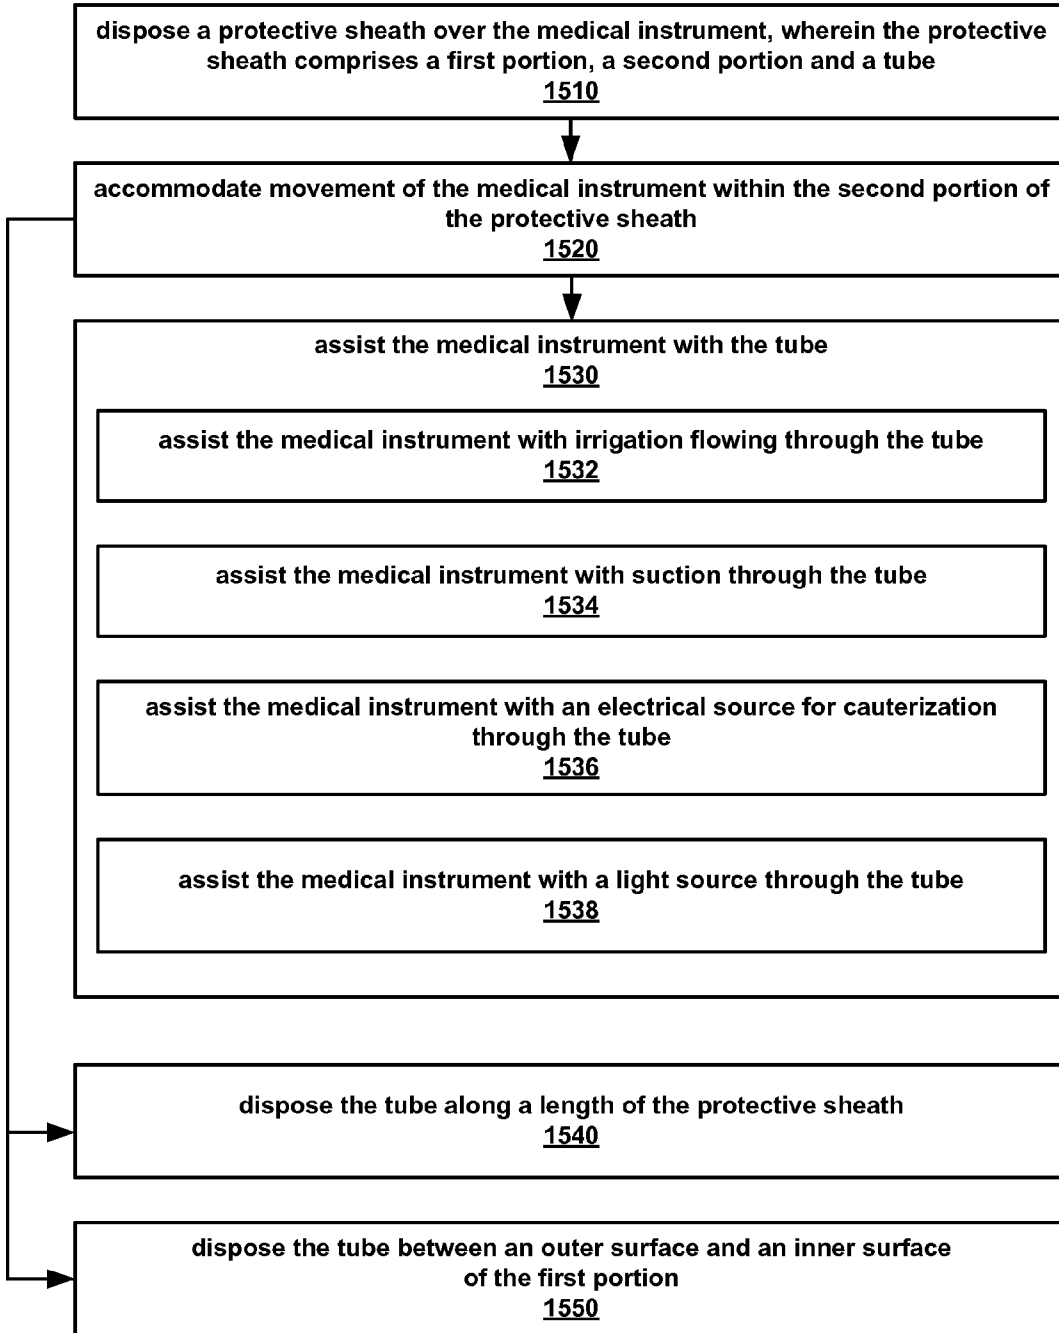 dispose a protective sheath over the medical instrument, wherein the protective
sheath comprises a first portion, a second portion and a tube
1510
accommodate movement of the medical instrument within the second portion of
the protective sheath
1520
assist the medical instrument with the tube
1530
assist the medical instrument with irrigation flowing through the tube
1532
assist the medical instrument with suction through the tube
1534
assist the medical instrument with an electrical source for cauterization
through the tube
1536
assist the medical instrument with a light source through the tube
1538
dispose the tube along a length of the protective sheath
1540
dispose the tube between an outer surface and an inner surface
of the first portion
1550